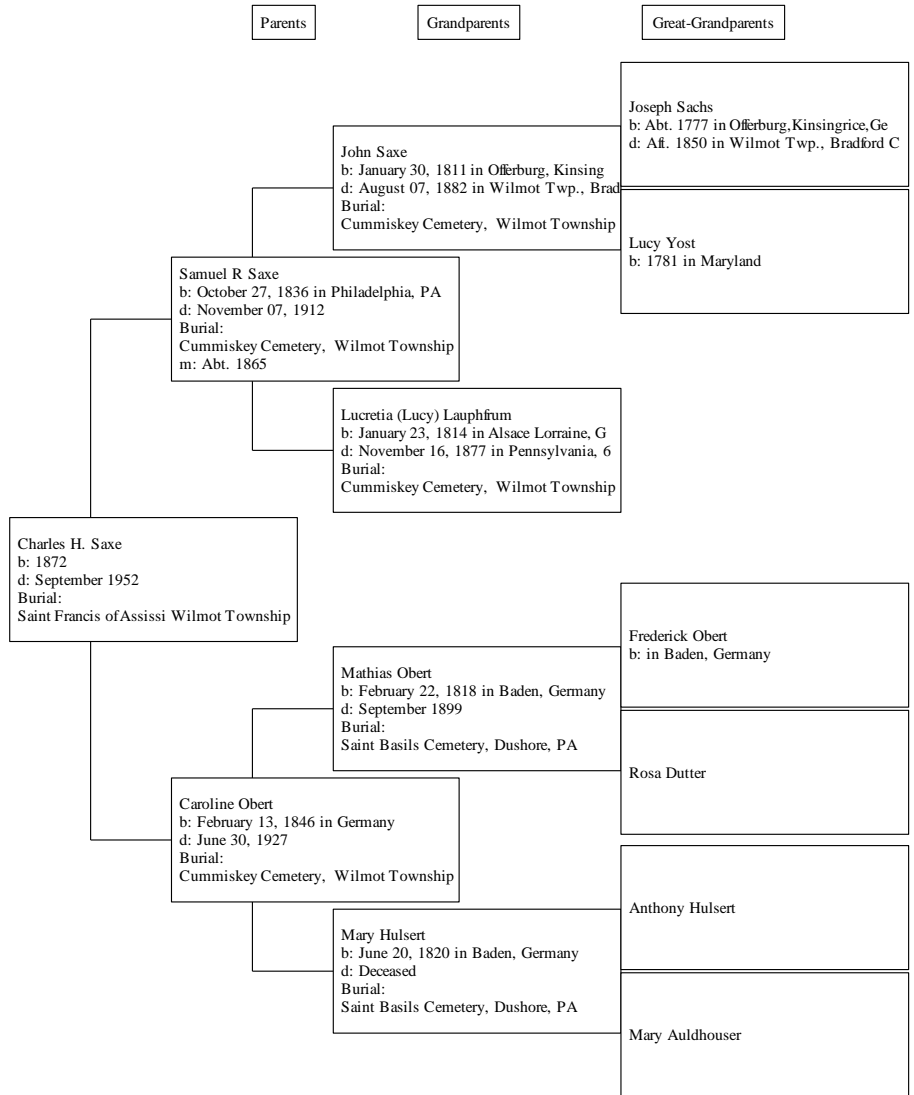 Parents
Grandparents
Great-Grandparents
Joseph Sachs
b: Abt. 1777 in Offerburg,Kinsingrice,Ge
d: Aft. 1850 in Wilmot Twp., Bradford C
John Saxe
b: January 30, 1811 in Offerburg, Kinsing
d: August 07, 1882 in Wilmot Twp., Brad
Burial:
Cummiskey Cemetery, Wilmot Township
Lucy Yost
b: 1781 in Maryland
Samuel R Saxe
b: October 27, 1836 in Philadelphia, PA
d: November 07, 1912
Burial:
Cummiskey Cemetery, Wilmot Township
m: Abt. 1865
Lucretia (Lucy) Lauphfrum
b: January 23, 1814 in Alsace Lorraine, G
d: November 16, 1877 in Pennsylvania, 6
Burial:
Cummiskey Cemetery, Wilmot Township
Charles H. Saxe
b: 1872
d: September 1952
Burial:
Saint Francis of Assissi Wilmot Township
Frederick Obert
b: in Baden, Germany
Mathias Obert
b: February 22, 1818 in Baden, Germany
d: September 1899
Burial:
Saint Basils Cemetery, Dushore, PA
Rosa Dutter
Caroline Obert
b: February 13, 1846 in Germany
d: June 30, 1927
Burial:
Cummiskey Cemetery, Wilmot Township
Anthony Hulsert
Mary Hulsert
b: June 20, 1820 in Baden, Germany
d: Deceased
Burial:
Saint Basils Cemetery, Dushore, PA
Mary Auldhouser